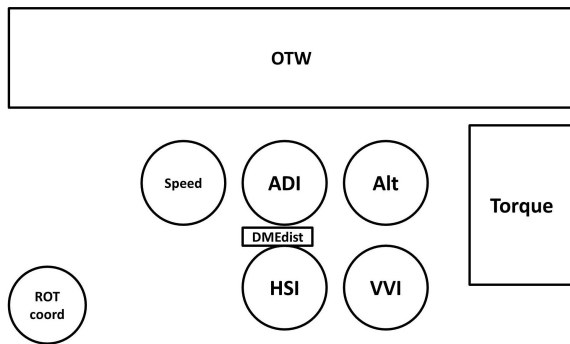 OTW
Speed
ADI
Alt
Torque
DMEdist
HSI
VVI
ROT
coord